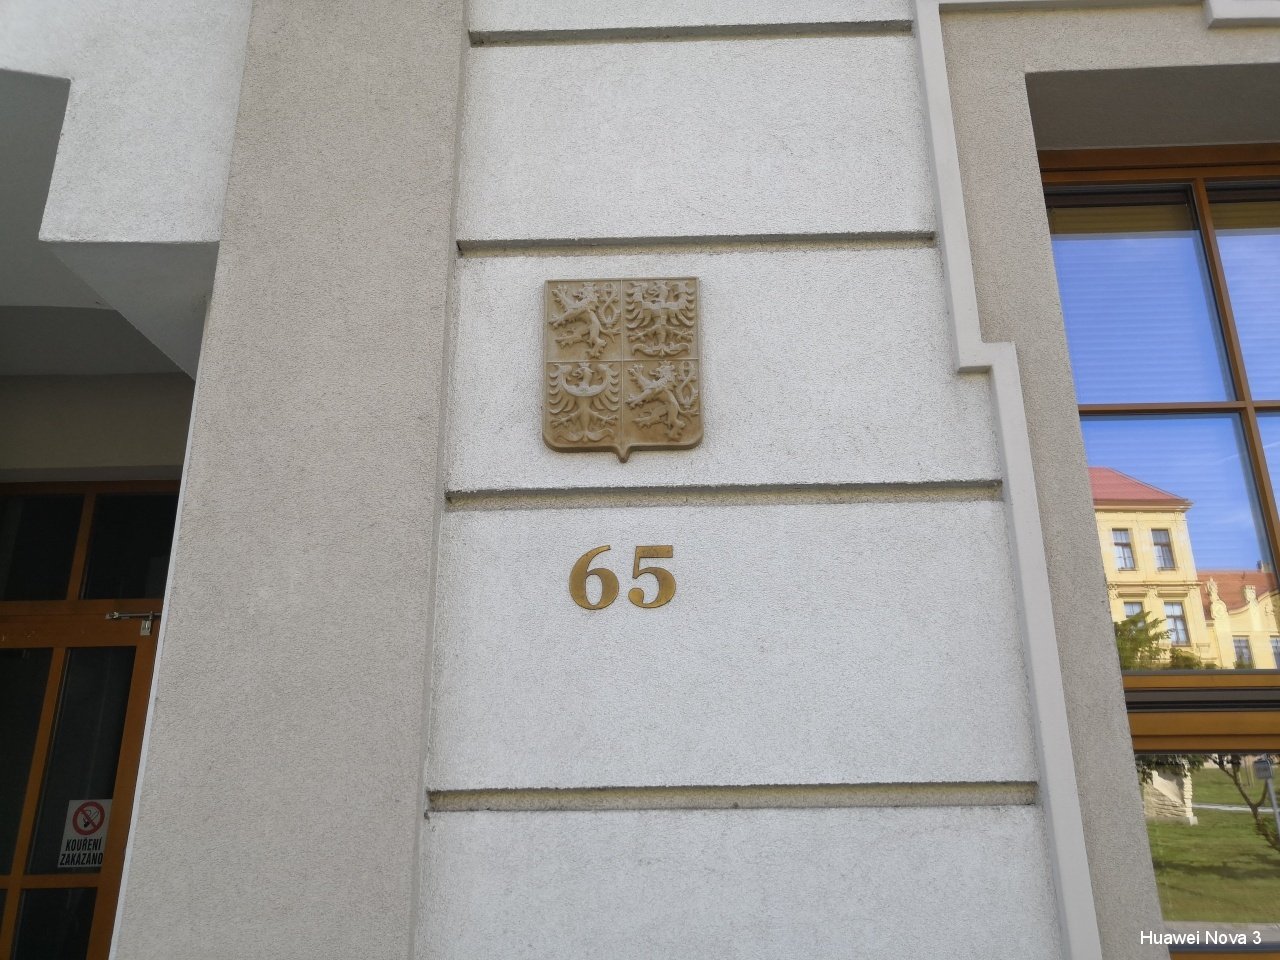 65
KOUŘENÍ
ZAKÁZÁNO
Huawei Nova 3